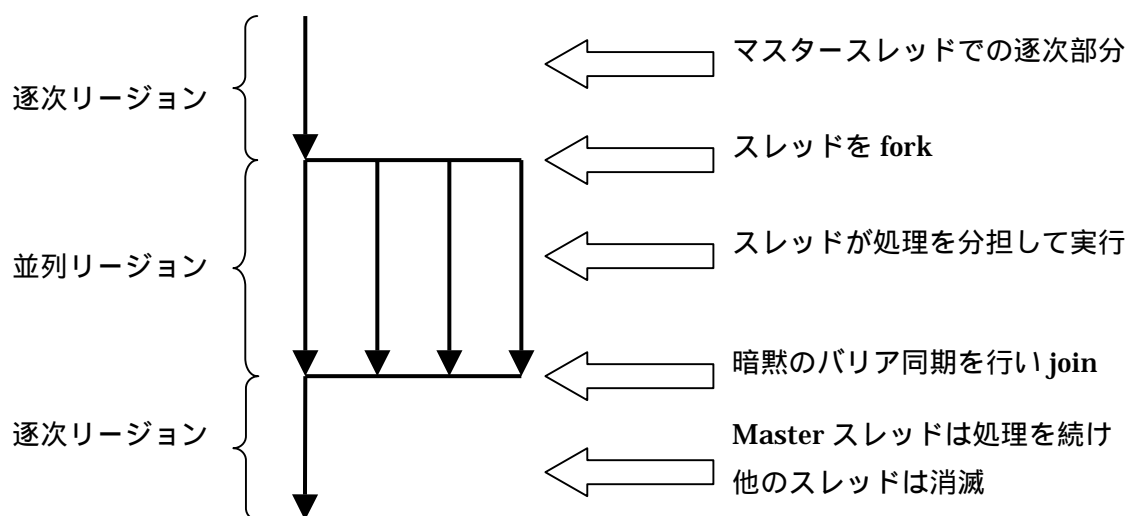 マスタースレッドでの逐次部分
逐次リージョン
スレッドを fork
スレッドが処理を分担して実行
並列リージョン
暗黙のバリア同期を行い join
逐次リージョン
Master スレッドは処理を続け
他のスレッドは消滅